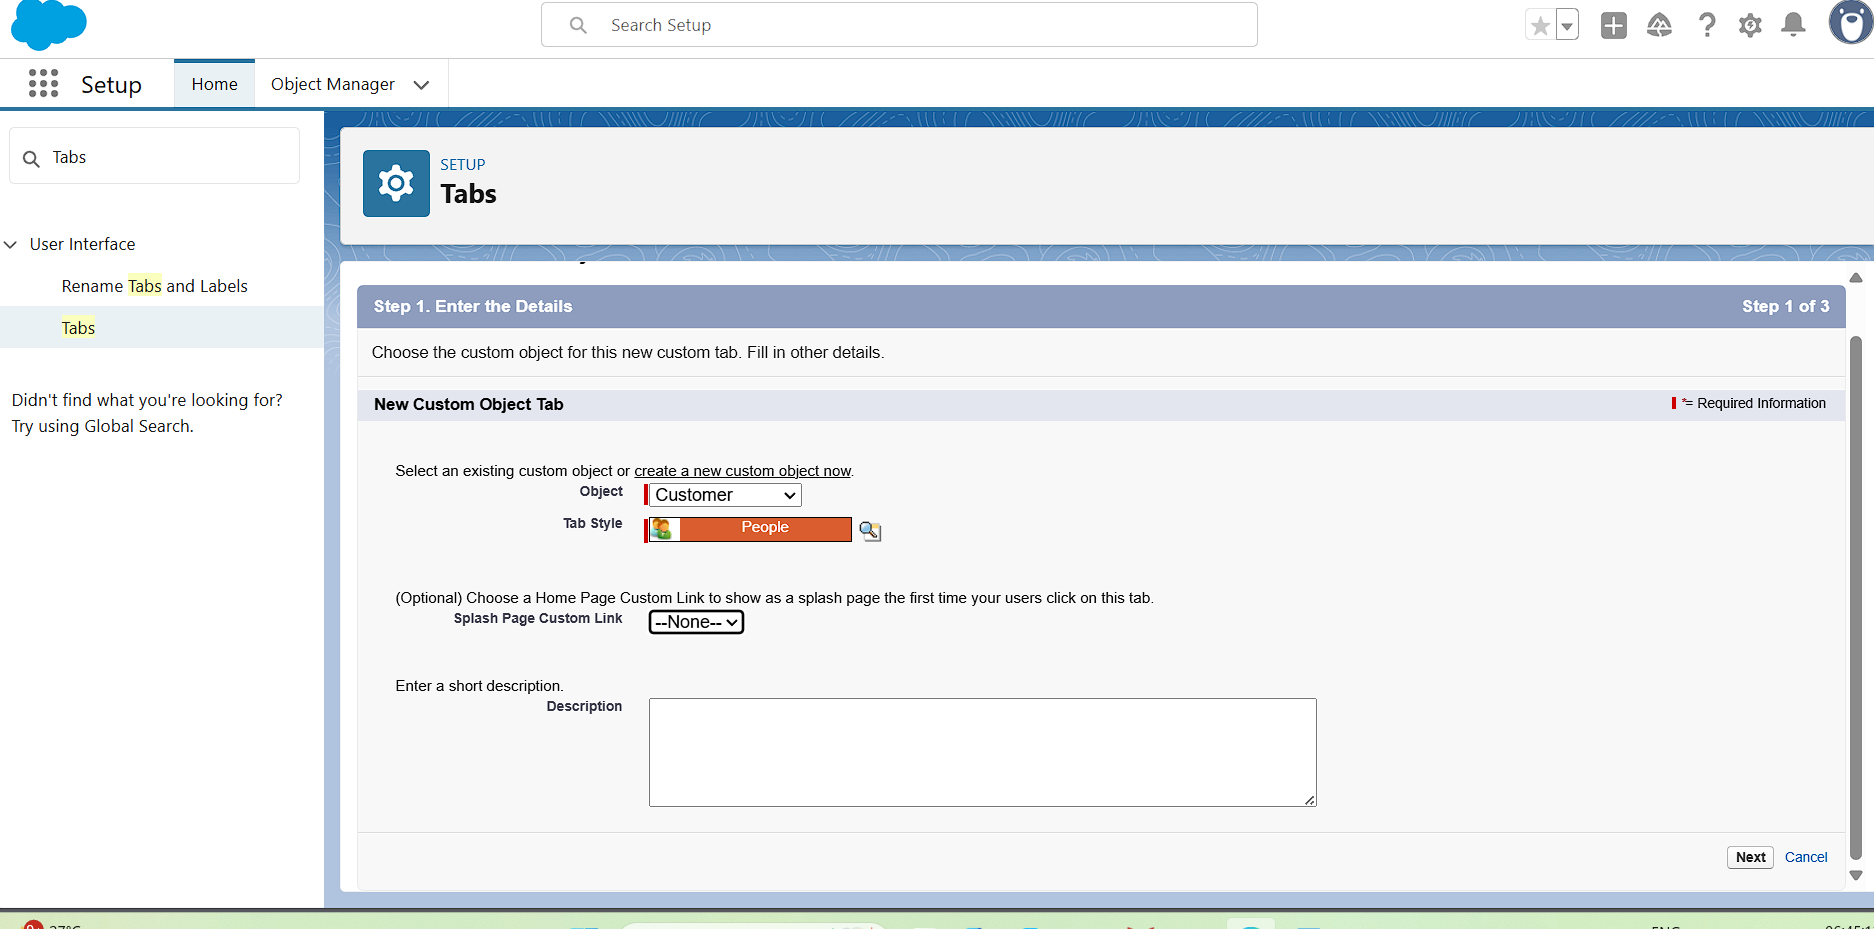 Search Setup
Setup
Home
Object Manager
Tabs
SETUP
Tabs
User Interface
Rename Tabs and Labels
Tabs
Didn't find what you're looking for?
Try using Global Search.
Step 1. Enter the Details
Step 1 of 3
Choose the custom object for this new custom tab. Fill in other details.
New Custom Object Tab
*= Required Information
Select an existing custom object or create a new custom object now.
Object
Customer
Tab Style
People
(Optional) Choose a Home Page Custom Link to show as a splash page the first time your users click on this tab.
Splash Page Custom Link
--None--
Enter a short description.
Description
Next
Cancel